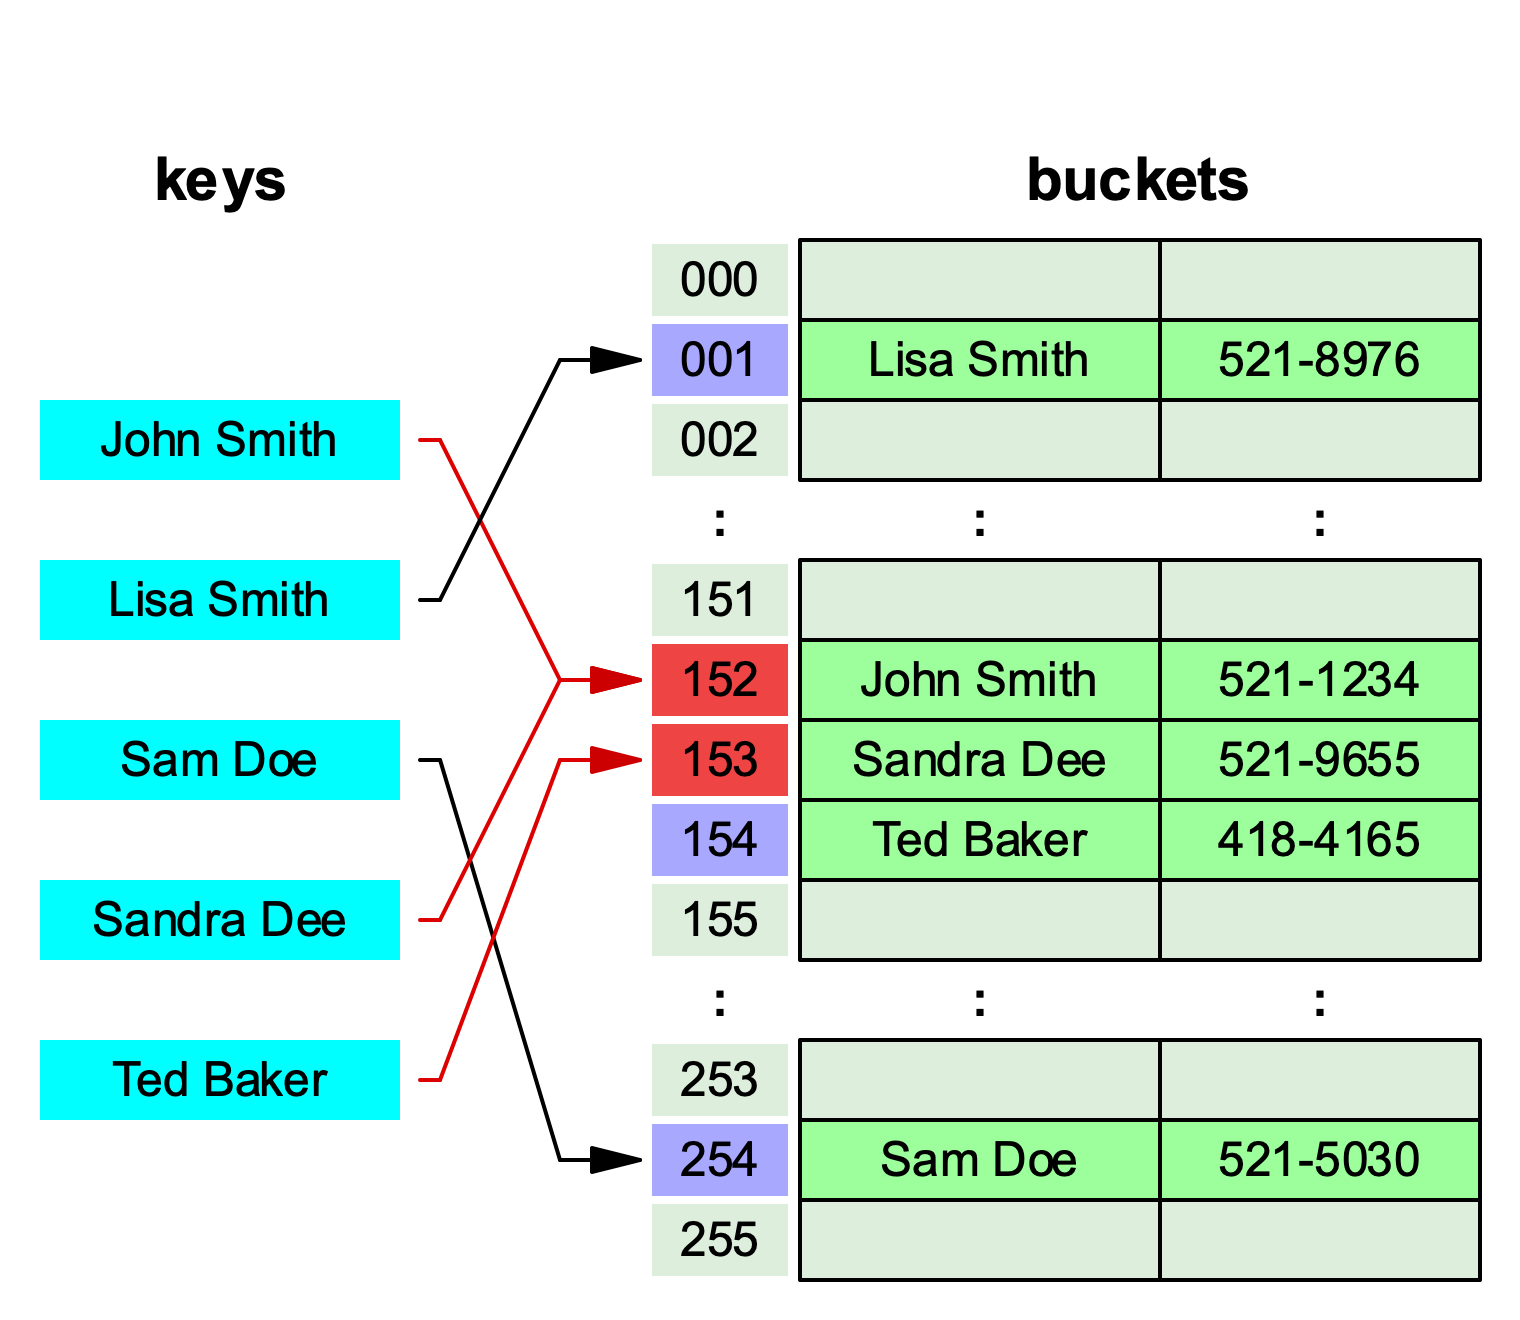 keys
buckets
000
001 Lisa Smith 521-8976
John Smith
002
: : :
Lisa Smith
151
152 John Smith 521-1234
Sam Doe
153 Sandra Dee 521-9655
154 Ted Baker 418-4165
Sandra Dee
155
: : :
Ted Baker
253
254 Sam Doe 521-5030
255